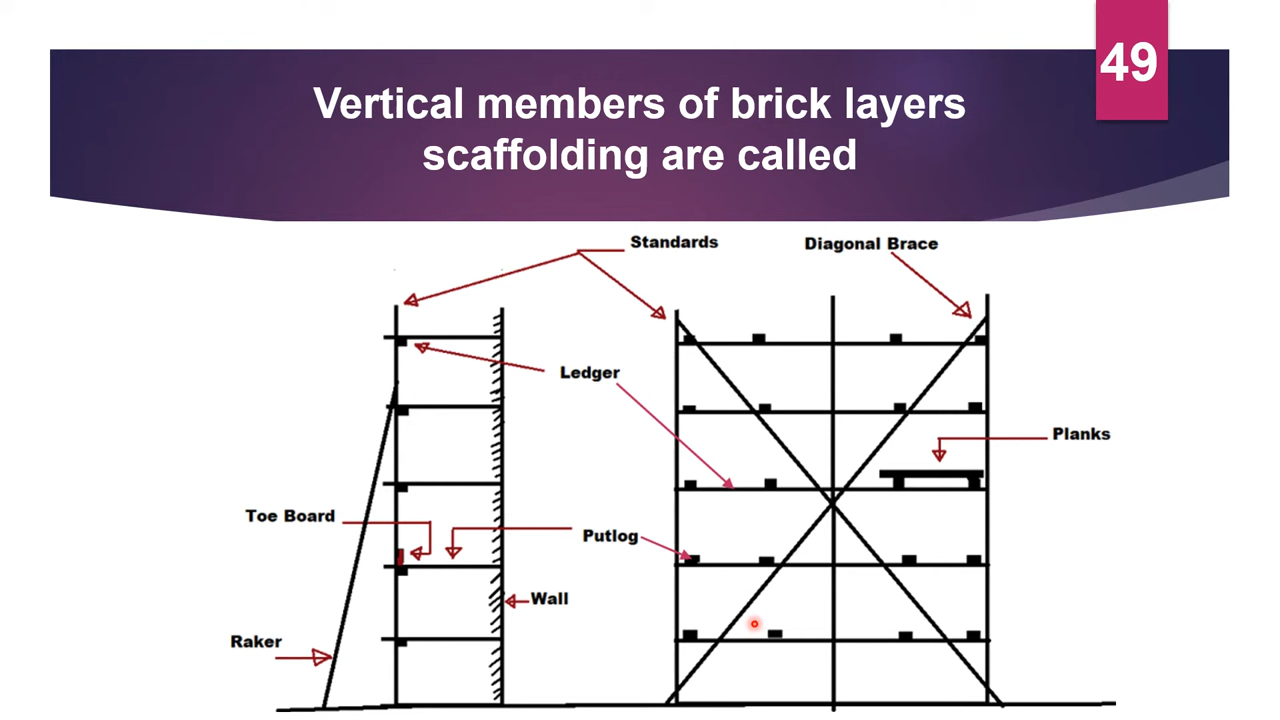 49
Vertical members of brick layers
scaffolding are called
Standards
Diagonal Brace
Ledger
Planks
Toe Board
Putlog
Wall
Raker